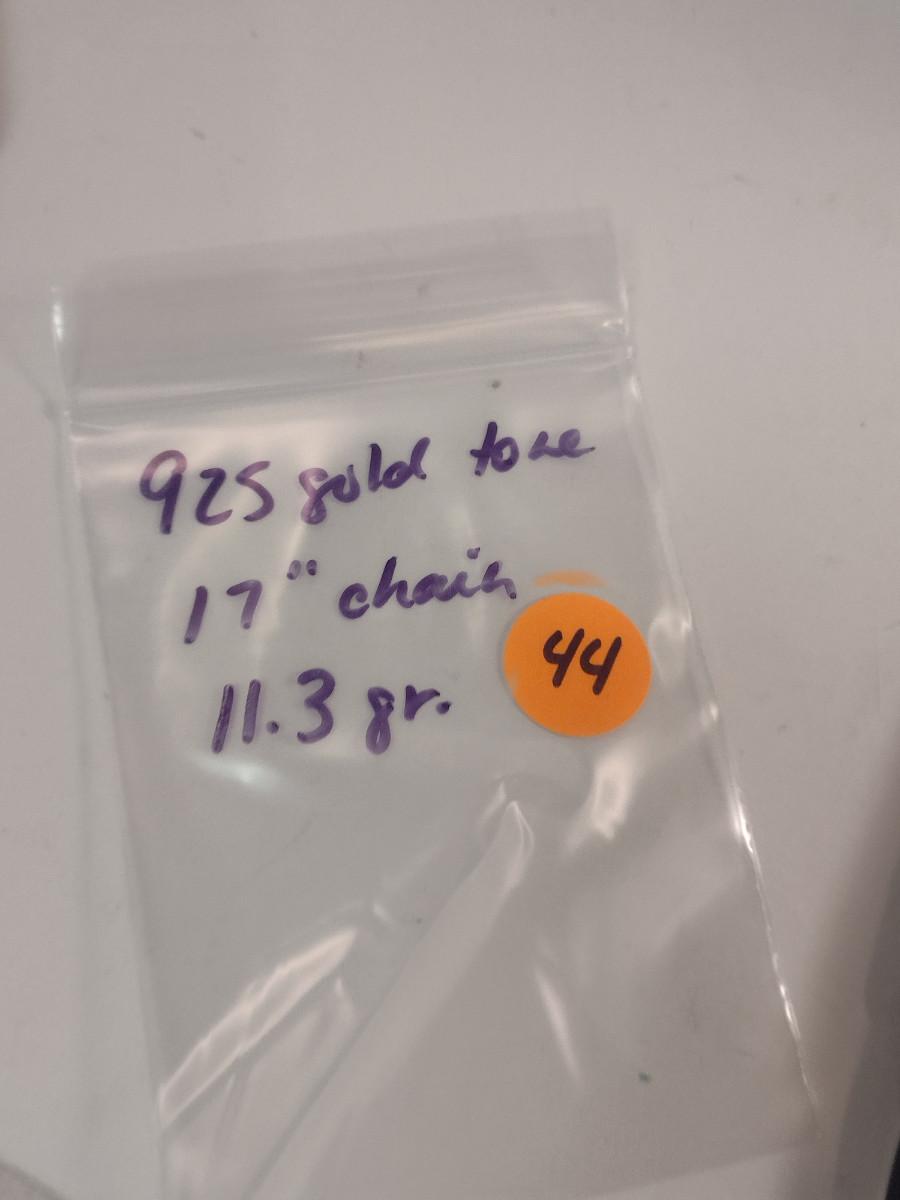 925 gold tone
17" chain
11.3 gr.
44